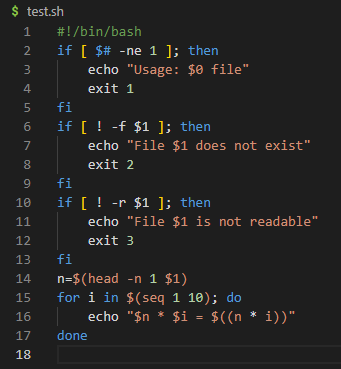 $ test.sh
1 #!/bin/bash
2 if [ $# -ne 1 ]; then
3     echo "Usage: $0 file"
4     exit 1
5 fi
6 if [ ! -f $1 ]; then
7     echo "File $1 does not exist"
8     exit 2
9 fi
10 if [ ! -r $1 ]; then
11     echo "File $1 is not readable"
12     exit 3
13 fi
14 n=$(head -n 1 $1)
15 for i in $(seq 1 10); do
16     echo "$n * $i = $((n * i))"
17 done
18